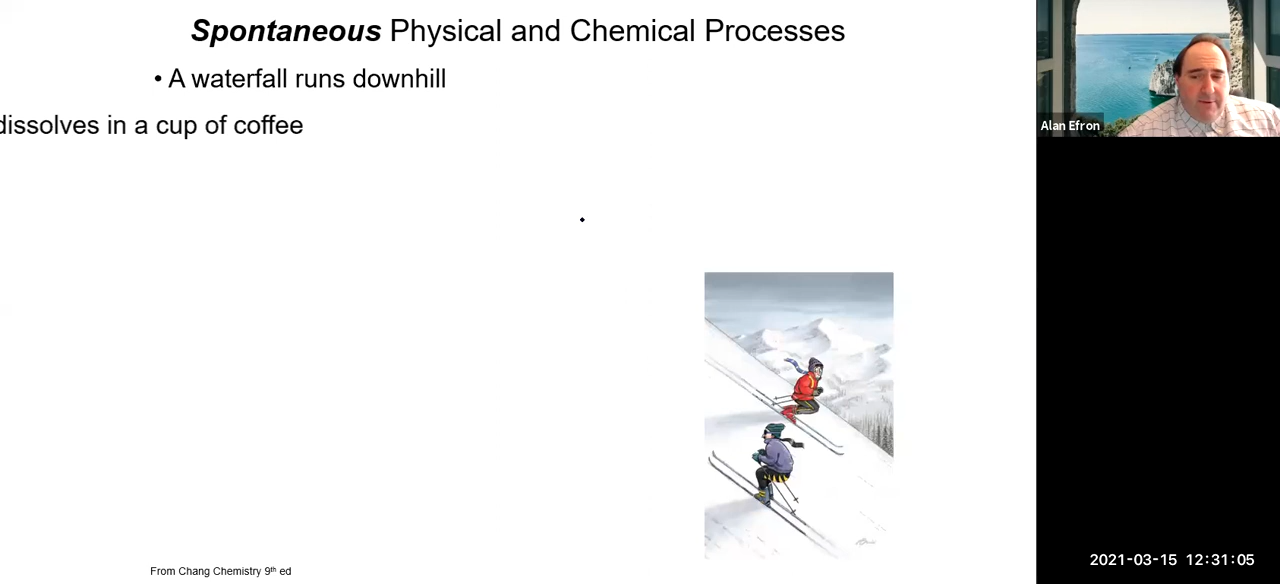 Spontaneous Physical and Chemical Processes
• A waterfall runs downhill
dissolves in a cup of coffee
From Chang Chemistry 9th ed
Alan Efron
2021-03-15 12:31:05